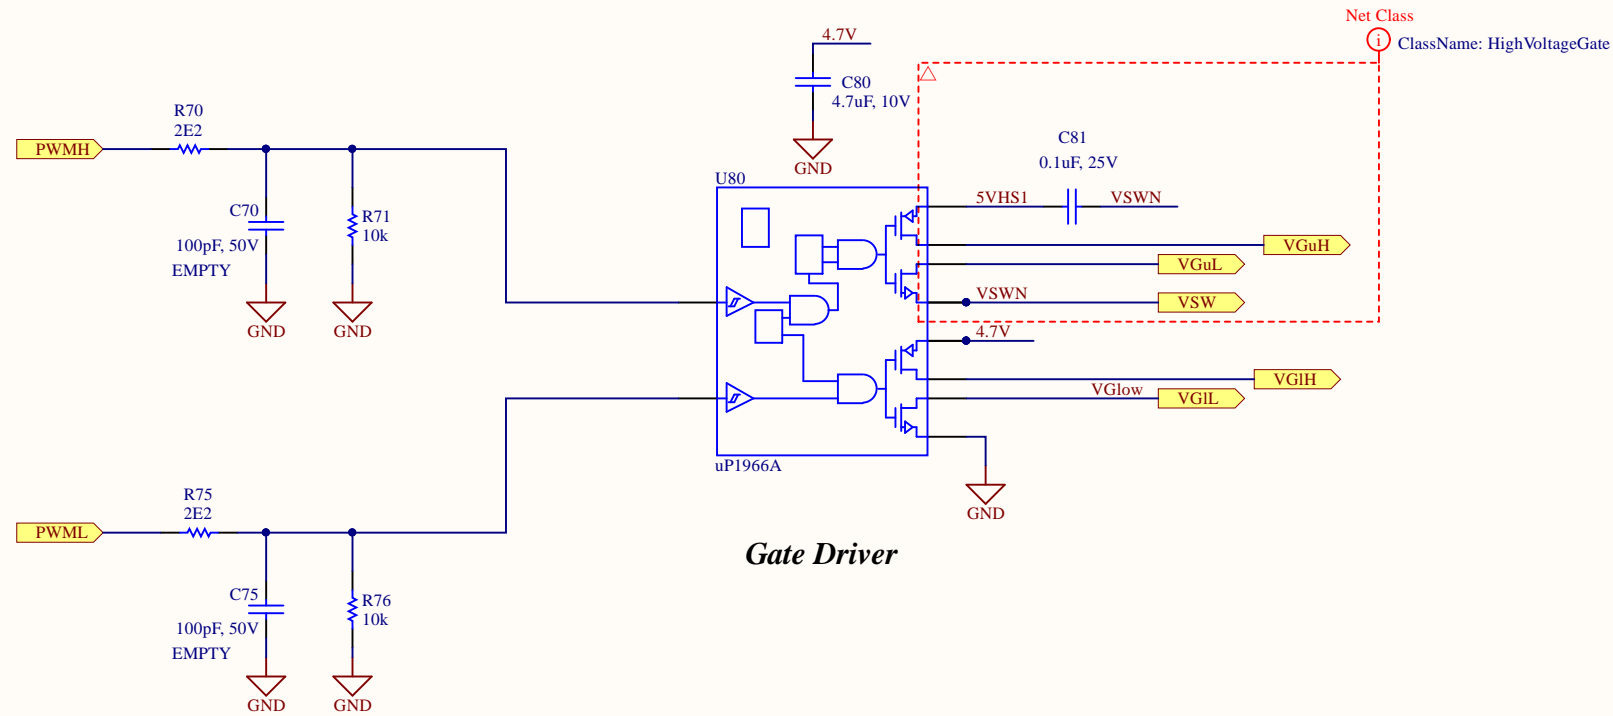 Net Class
i
ClassName: HighVoltageGate
4.7V
C80
4.7uF, 10V
GND
R70
2E2
PWMH
C70
100pF, 50V
EMPTY
R71
10k
GND
GND
C81
0.1uF, 25V
U80
5VHS1
VSWN
VGuH
VGuL
VSWN
VSW
4.7V
VGlH
VGlow
VGlL
uP1966A
GND
R75
2E2
PWML
Gate Driver
C75
100pF, 50V
EMPTY
R76
10k
GND
GND